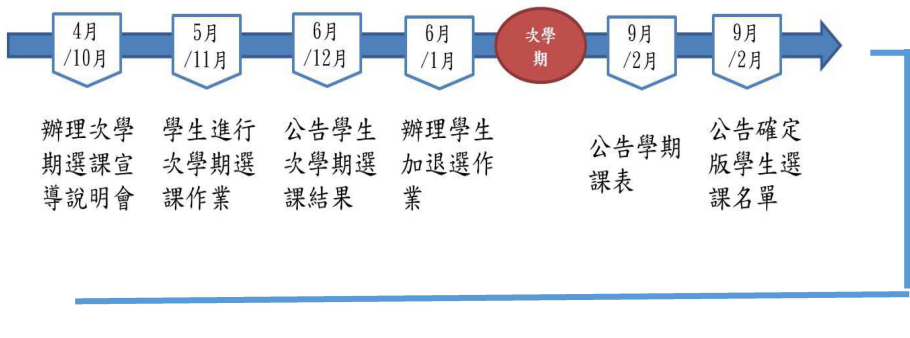 4月
/10月
5月
/11月
6月
/12月
6月
/1月
次學
期
9月
/2月
9月
/2月
辦理次學
期選課宣
導說明會
學生進行
次學期選
課作業
公告學生
次學期選
課結果
辦理學生
加退選作
業
公告學期
課表
公告確定
版學生選
課名單